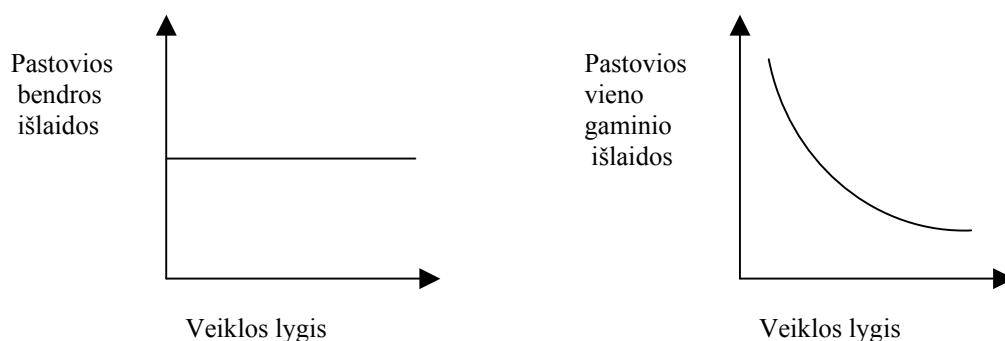 Pastovios
bendros
išlaidos
Veiklos lygis
Pastovios
vieno
gaminio
išlaidos
Veiklos lygis